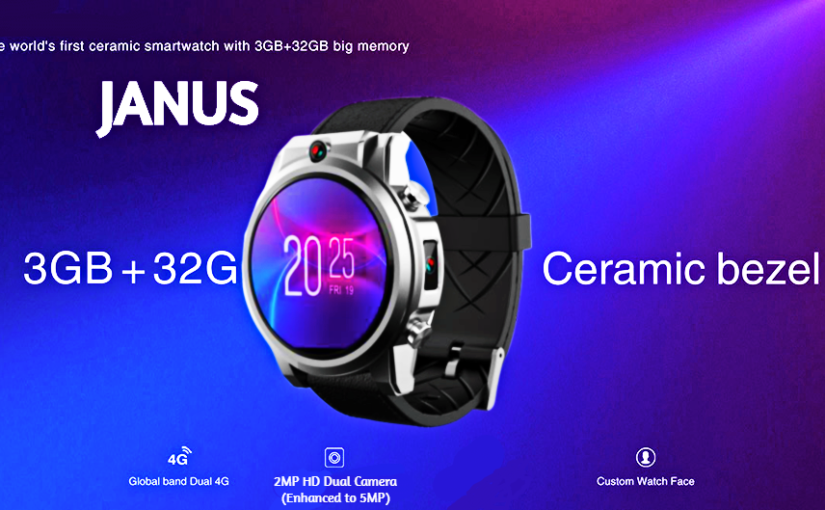 e world's first ceramic smartwatch with 3GB+32GB big memory
JANUS
3GB + 32G
20 25
FRI 19
Ceramic bezel
4G
Global band Dual 4G
2MP HD Dual Camera
(Enhanced to 5MP)
Custom Watch Face